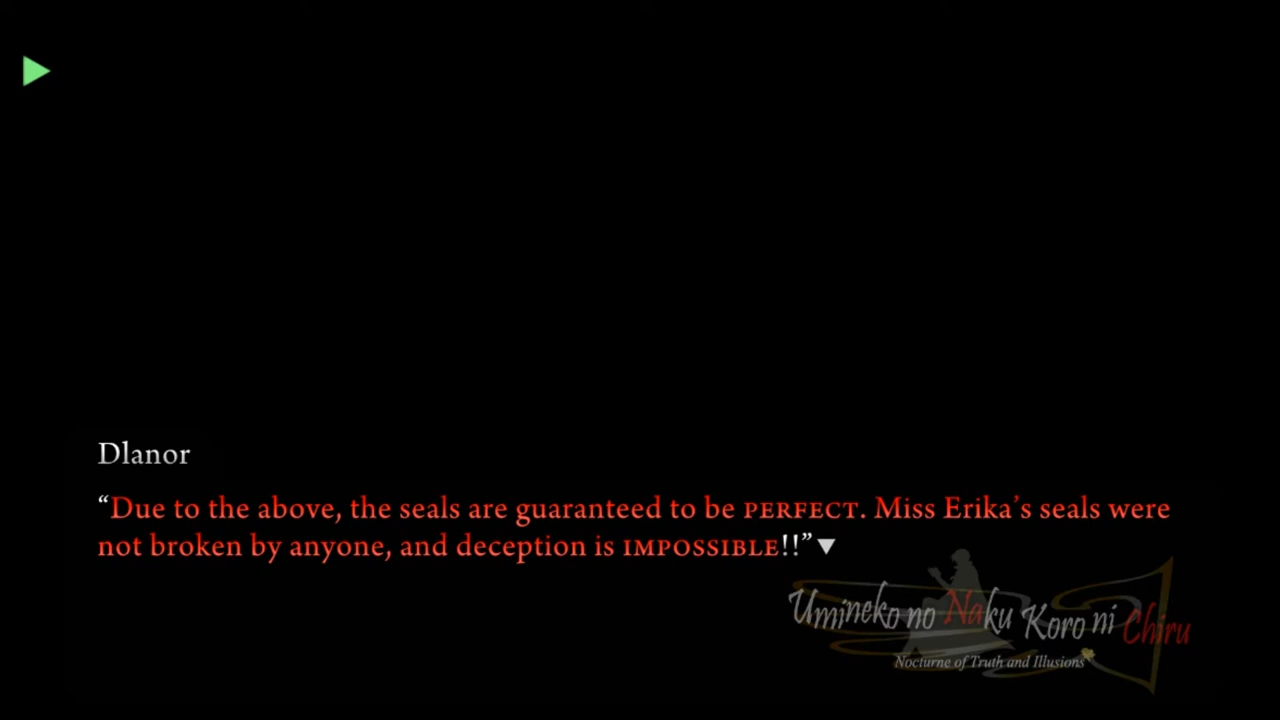 Dlanor
“Due to the above, the seals are guaranteed to be PERFECT. Miss Erika’s seals were
not broken by anyone, and deception is IMPOSSIBLE!!”
Umineko no Naku Koro ni Chiru
Nocturne of Truth and Illusions